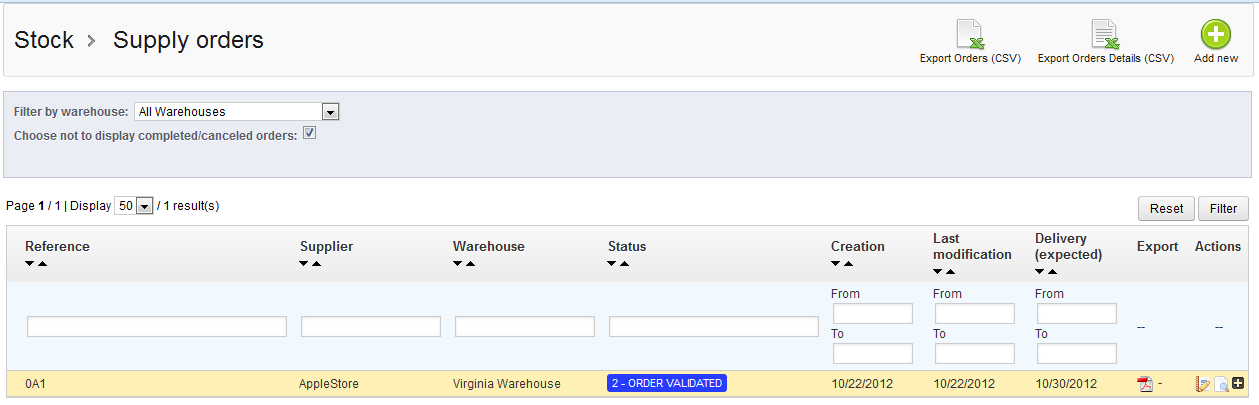 Stock > Supply orders
Export Orders (CSV) Export Orders Details (CSV) Add new
Filter by warehouse: All Warehouses
Choose not to display completed/canceled orders:
Page 1 / 1 | Display 50 / 1 result(s)
Reset Filter
Reference Supplier Warehouse Status Creation Last modification Delivery (expected) Export Actions
From From From
-- --
To To To
0A1 AppleStore Virginia Warehouse 2 - ORDER VALIDATED 10/22/2012 10/22/2012 10/30/2012 -